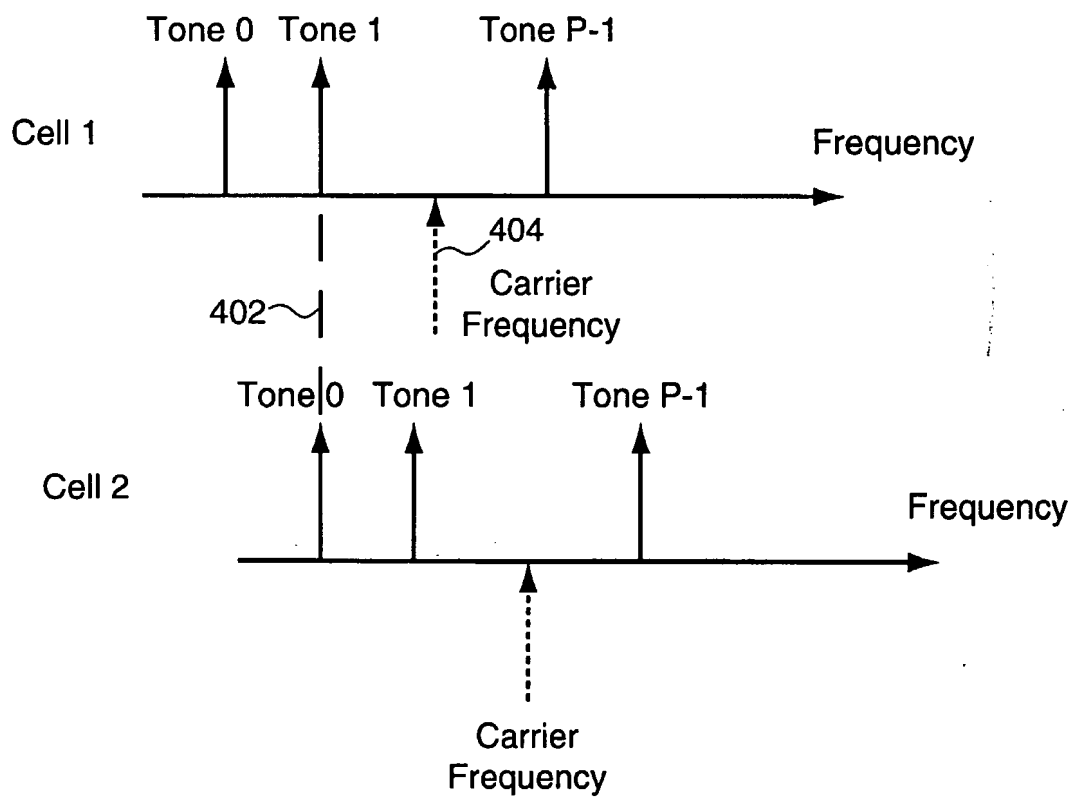 Tone 0 Tone 1 Tone P-1
Cell 1
Frequency
404
Carrier
Frequency
402
Tone 0 Tone 1 Tone P-1
Cell 2
Frequency
Carrier
Frequency